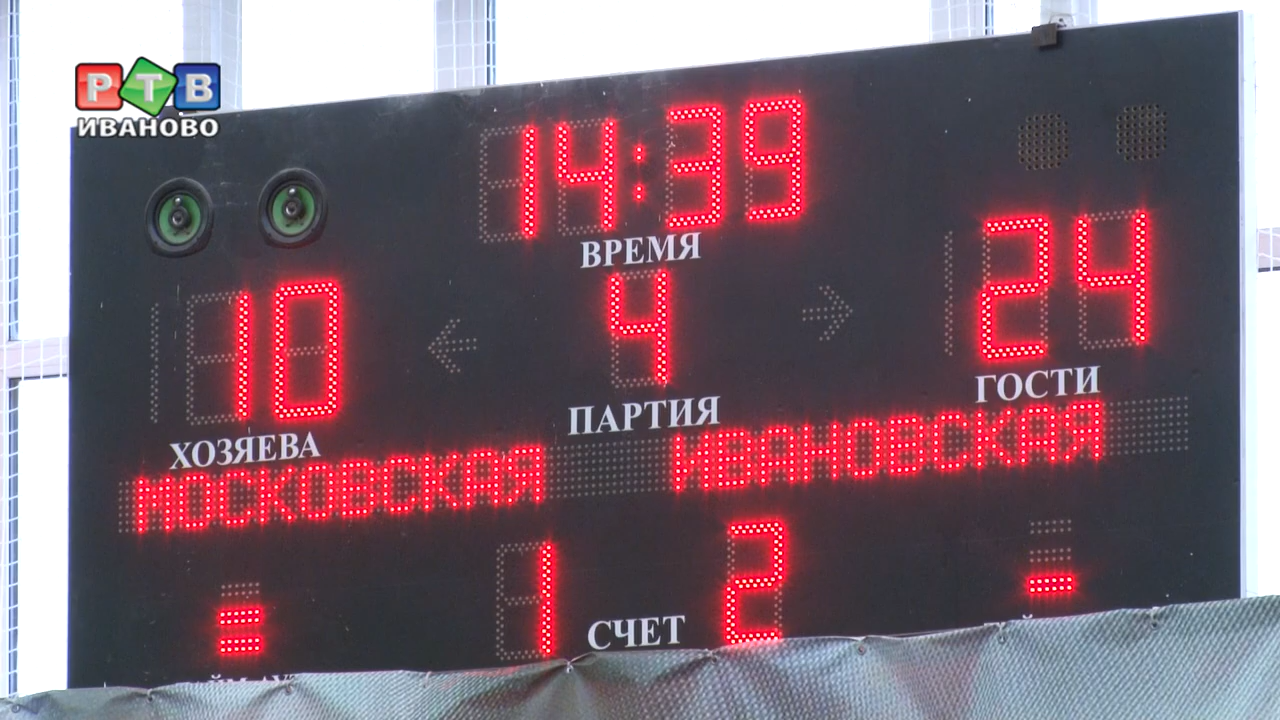 РТВ
ИВАНОВО
14:39
ВРЕМЯ
10 4 24
ХОЗЯЕВА ПАРТИЯ ГОСТИ
МОСКОВСКАЯ ИВАНОВСКАЯ
1 СЧЕТ 2